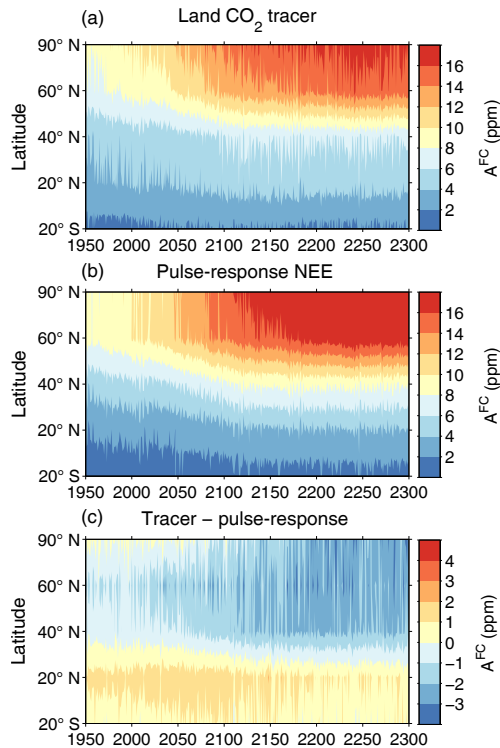 (a)
Land CO2 tracer
90° N
60° N
40° N
20° N
20° S
Latitude
1950 2000 2050 2100 2150 2200 2250 2300
16
14
12
10
8
6
4
2
A^FC (ppm)
(b)
Pulse-response NEE
90° N
60° N
40° N
20° N
20° S
Latitude
1950 2000 2050 2100 2150 2200 2250 2300
16
14
12
10
8
6
4
2
A^FC (ppm)
(c)
Tracer − pulse-response
90° N
60° N
40° N
20° N
20° S
Latitude
1950 2000 2050 2100 2150 2200 2250 2300
4
3
2
1
0
−1
−2
−3
A^FC (ppm)